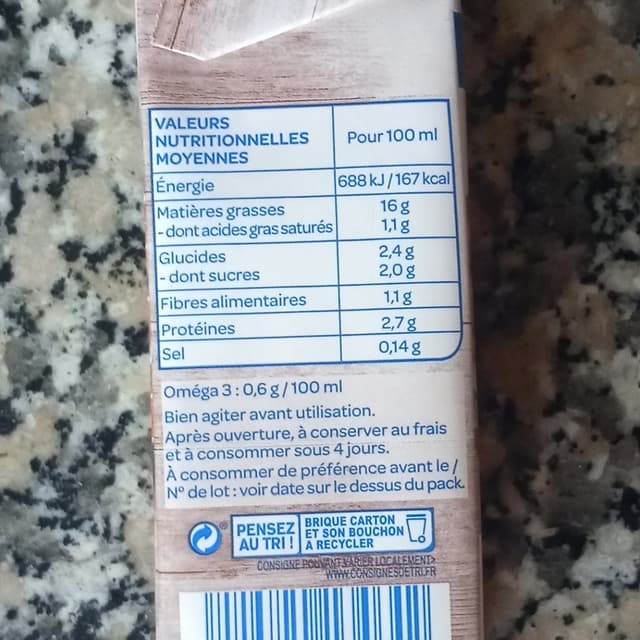 VALEURS
NUTRITIONNELLES
MOYENNES
Pour 100 ml
Énergie
688 kJ / 167 kcal
Matières grasses
16 g
- dont acides gras saturés
1,1 g
Glucides
2,4 g
- dont sucres
2,0 g
Fibres alimentaires
1,1 g
Protéines
2,7 g
Sel
0,14 g
Oméga 3 : 0,6 g / 100 ml
Bien agiter avant utilisation.
Après ouverture, à conserver au frais
et à consommer sous 4 jours.
À consommer de préférence avant le /
N° de lot : voir date sur le dessus du pack.
PENSEZ
AU TRI !
BRIQUE CARTON
ET SON BOUCHON
À RECYCLER
CONSIGNE POUVANT VARIER LOCALEMENT>
WWW.CONSIGNESDETRI.FR